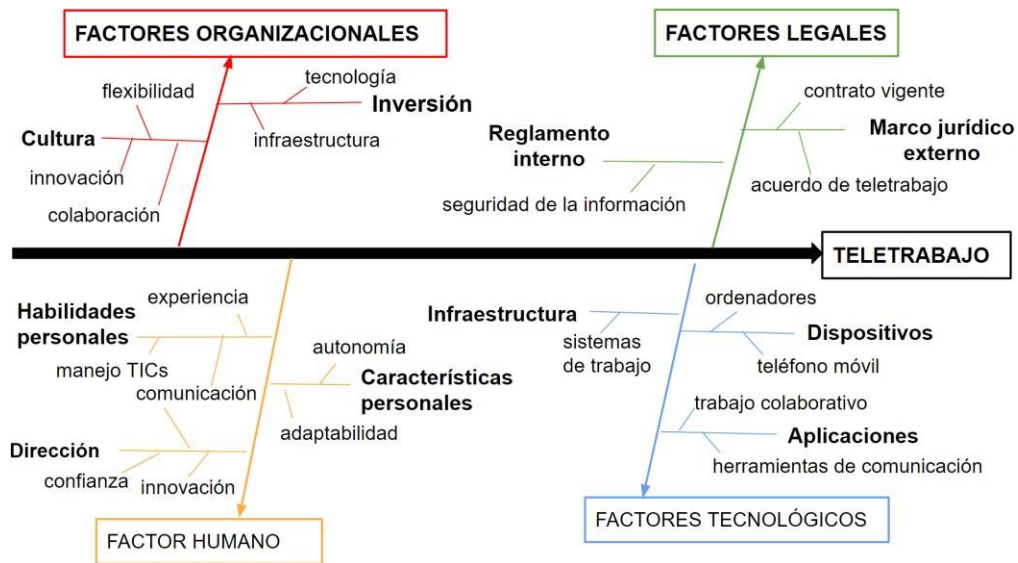 FACTORES ORGANIZACIONALES
tecnología
flexibilidad
Inversión
Cultura
infraestructura
innovación
colaboración
FACTORES LEGALES
contrato vigente
Reglamento
interno
Marco jurídico
externo
acuerdo de teletrabajo
seguridad de la información
TELETRABAJO
experiencia
Habilidades
personales
autonomía
manejo TICs
Características
personales
comunicación
adaptabilidad
Dirección
confianza
innovación
FACTOR HUMANO
ordenadores
Infraestructura
Dispositivos
sistemas
de trabajo
teléfono móvil
trabajo colaborativo
Aplicaciones
herramientas de comunicación
FACTORES TECNOLÓGICOS